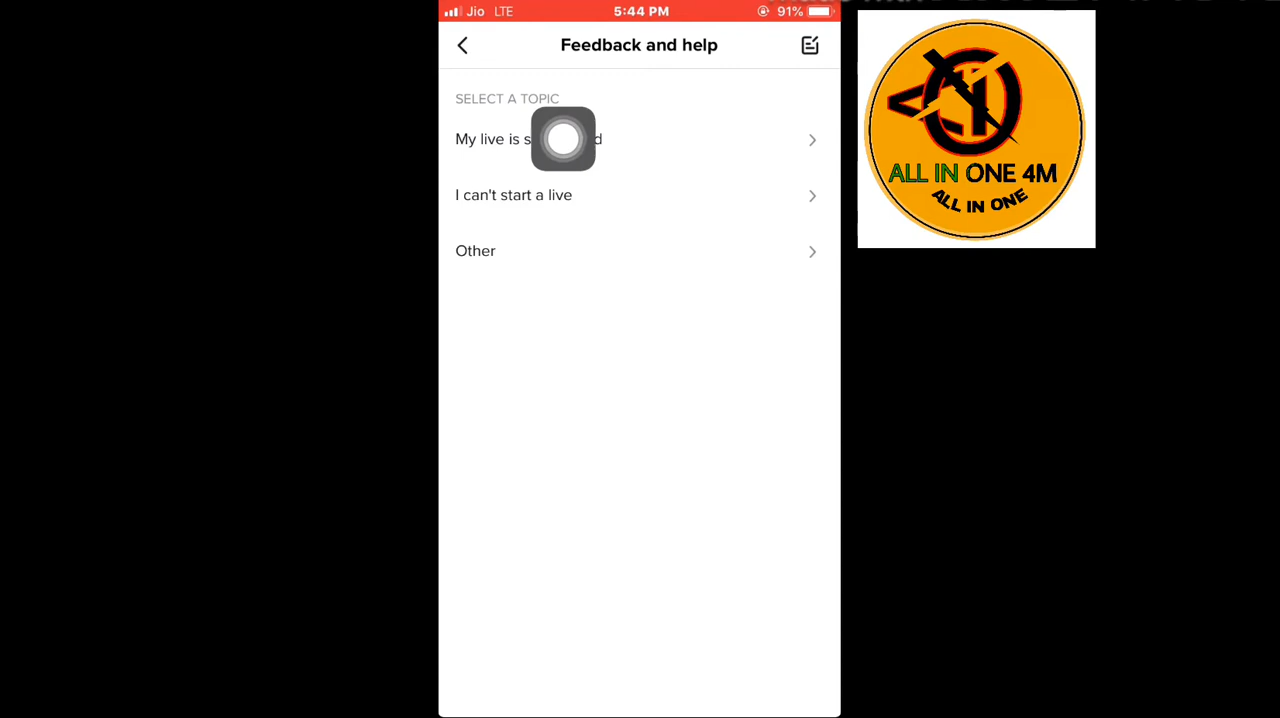 Jio LTE 5:44 PM 91%
Feedback and help
SELECT A TOPIC
My live is
I can't start a live
Other
ALL IN ONE 4M
ALL IN ONE